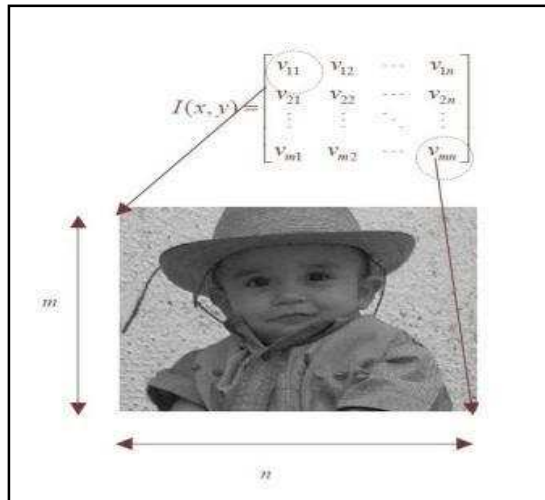 v11 v12 --- v1n
I(x, y) = v21 v22 --- v2n
⋮ ⋮ ⋱ ⋮
vm1 vm2 --- vmn
m
n